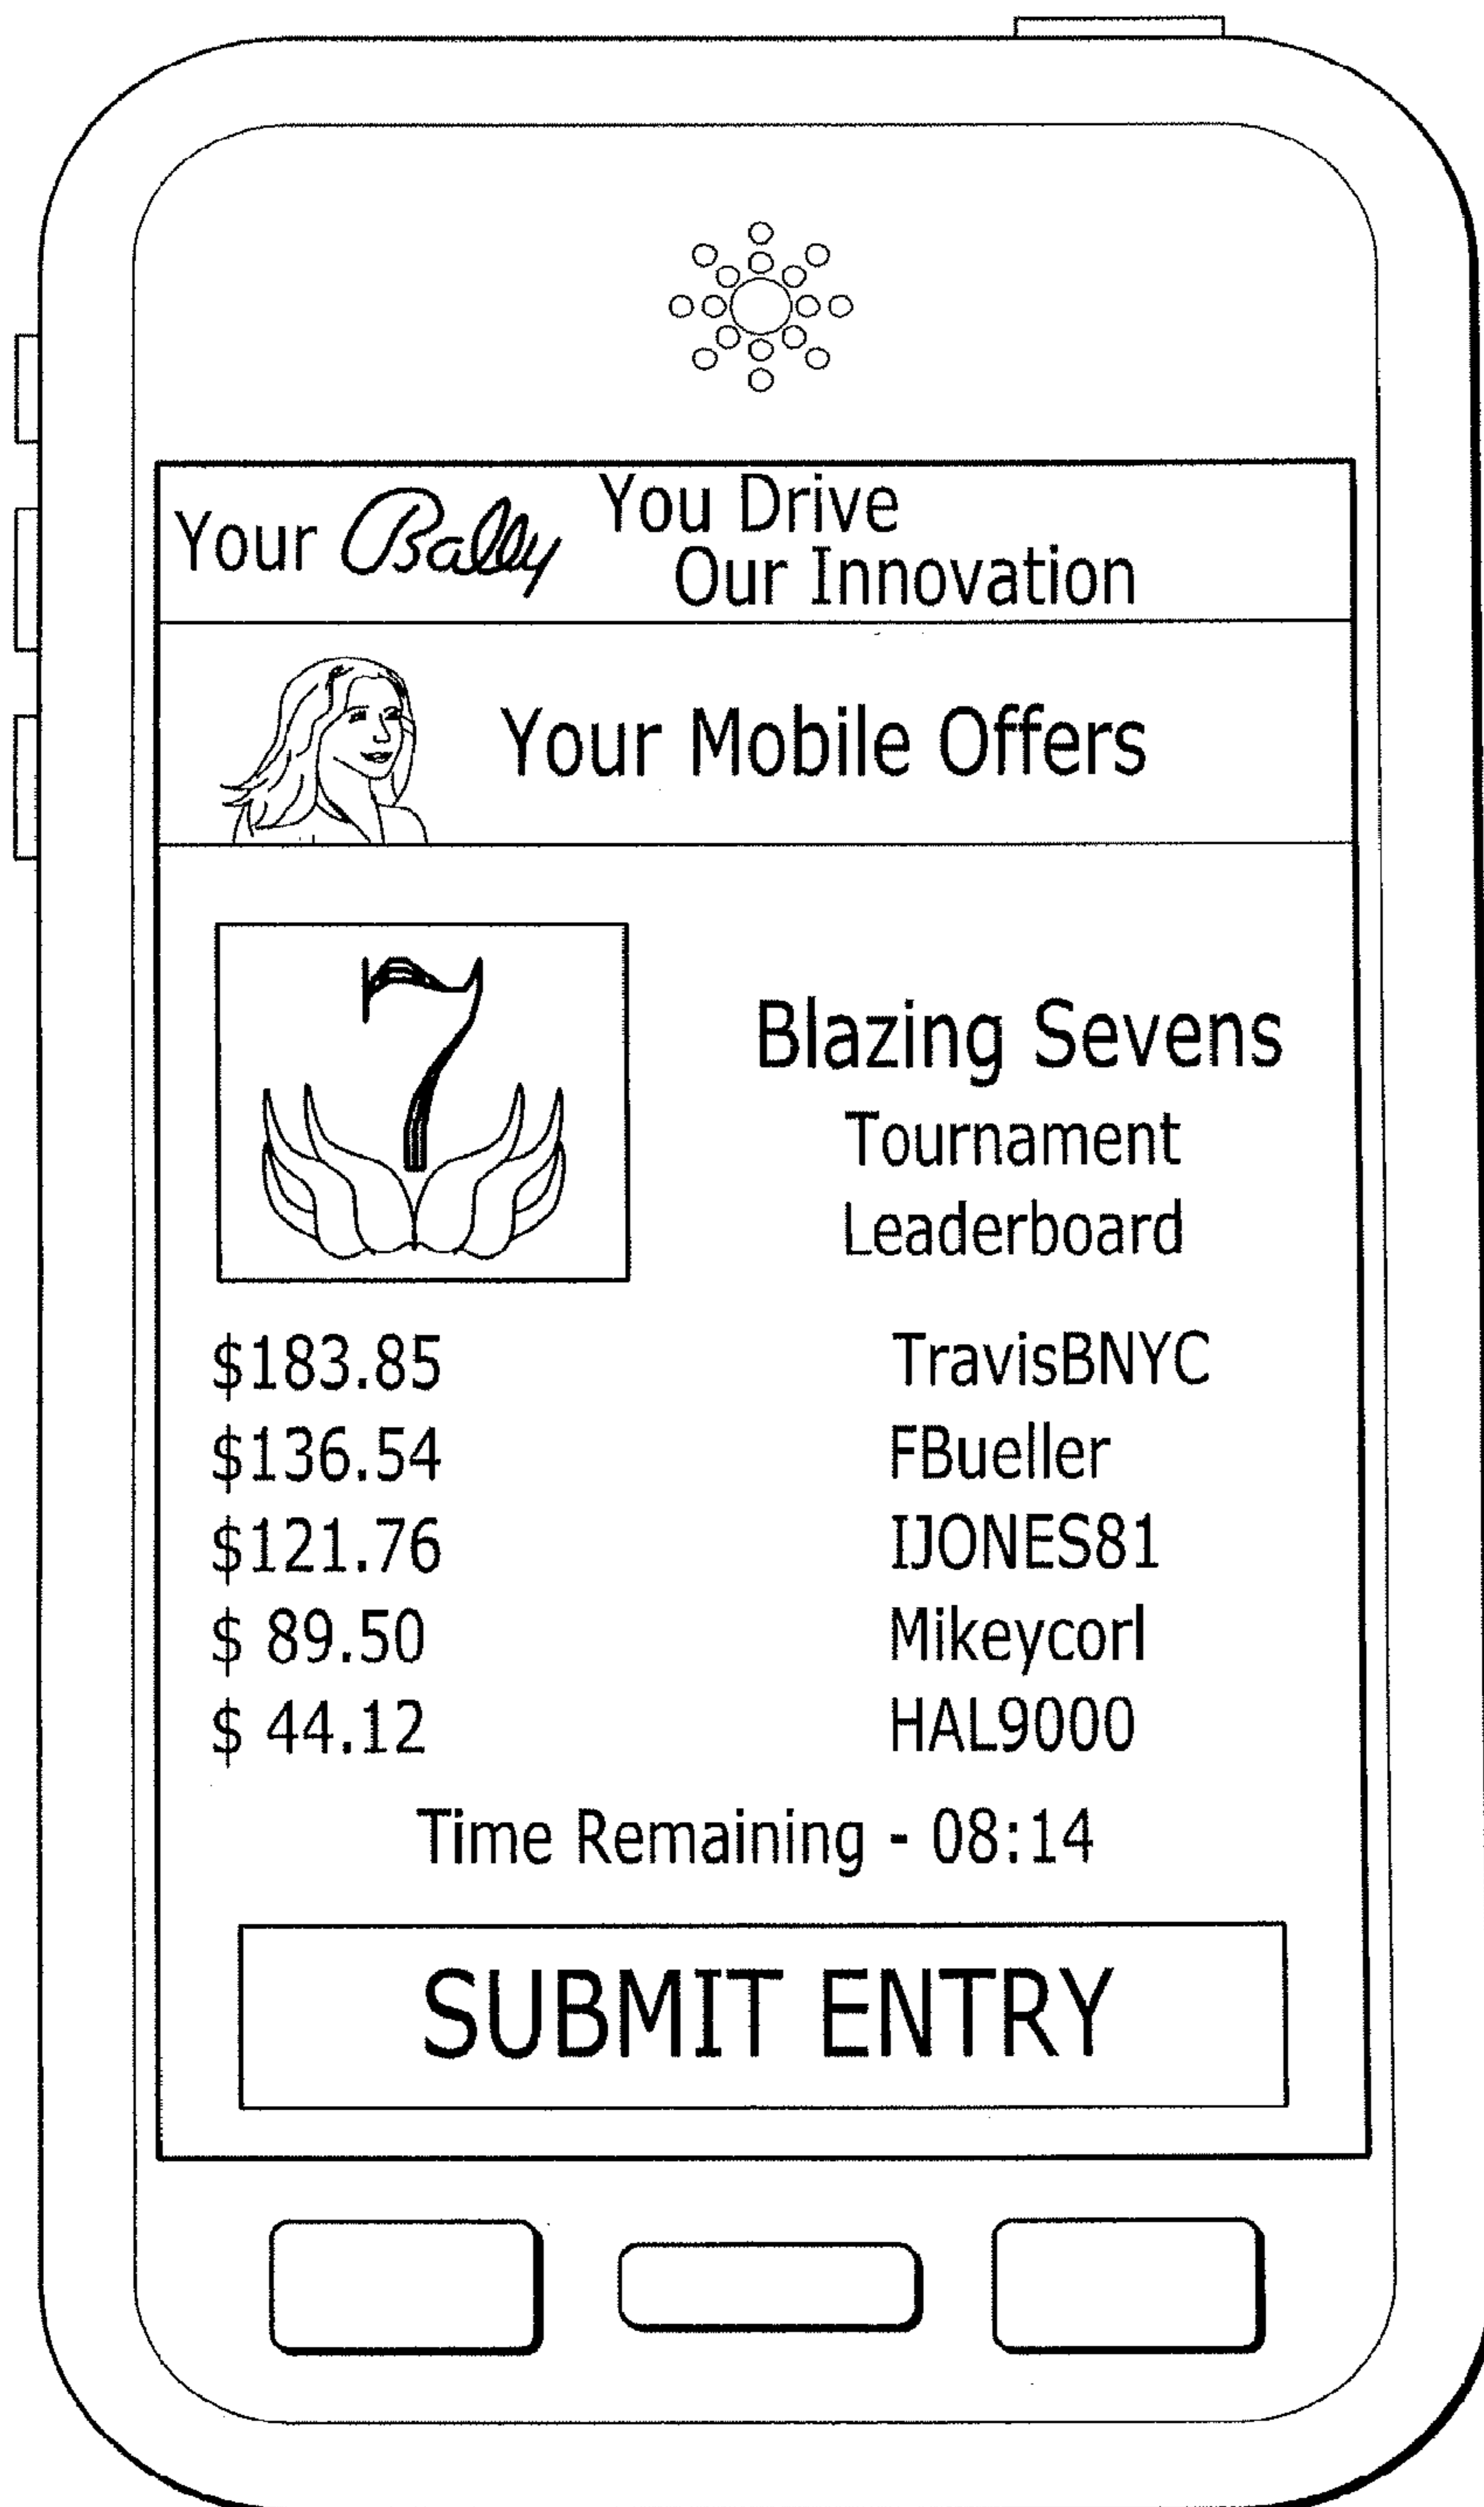 Your Bally You Drive
Our Innovation
Your Mobile Offers
7
Blazing Sevens
Tournament
Leaderboard
$183.85 TravisBNYC
$136.54 FBueller
$121.76 IJONES81
$ 89.50 Mikeycorl
$ 44.12 HAL9000
Time Remaining - 08:14
SUBMIT ENTRY